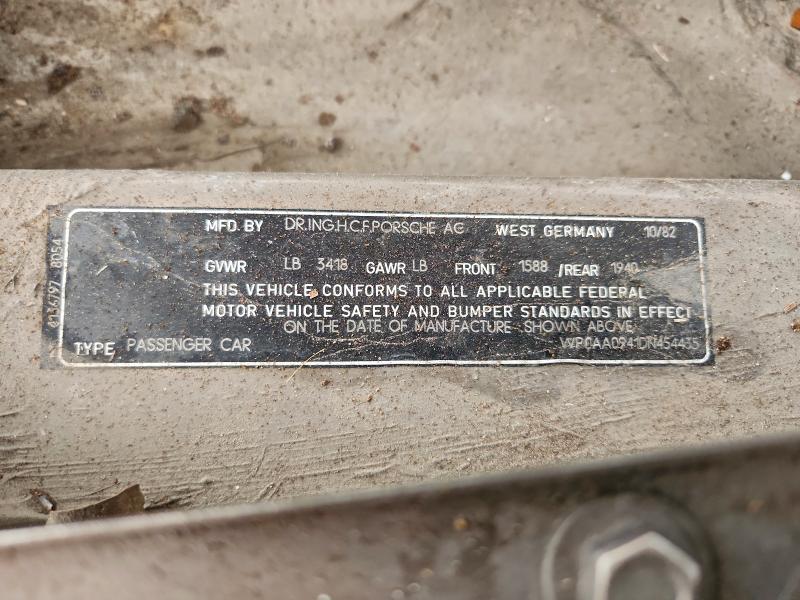 MFD. BY DR.ING.H.C.F.PORSCHE AG WEST GERMANY 10/82
GVWR LB 3418 GAWR LB FRONT 1588 /REAR 1940
THIS VEHICLE CONFORMS TO ALL APPLICABLE FEDERAL
MOTOR VEHICLE SAFETY AND BUMPER STANDARDS IN EFFECT
ON THE DATE OF MANUFACTURE SHOWN ABOVE
TYPE PASSENGER CAR WP0AA0941DN454435
8054